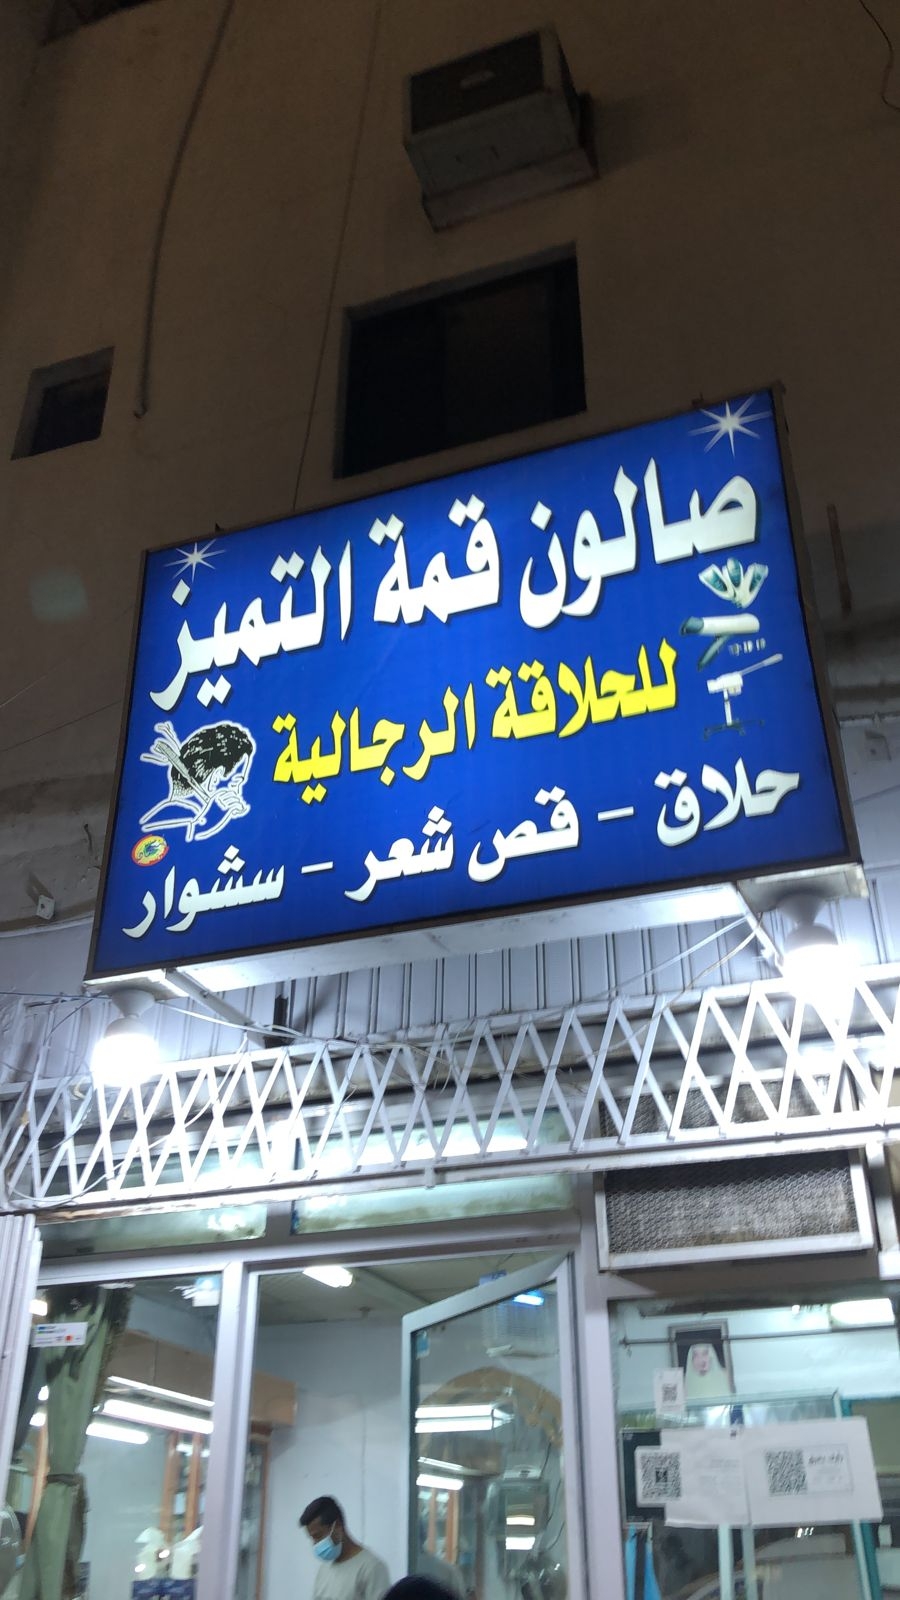 صالون قمة التميز
للحلاقة الرجالية
حلاق - قص شعر - سشوار